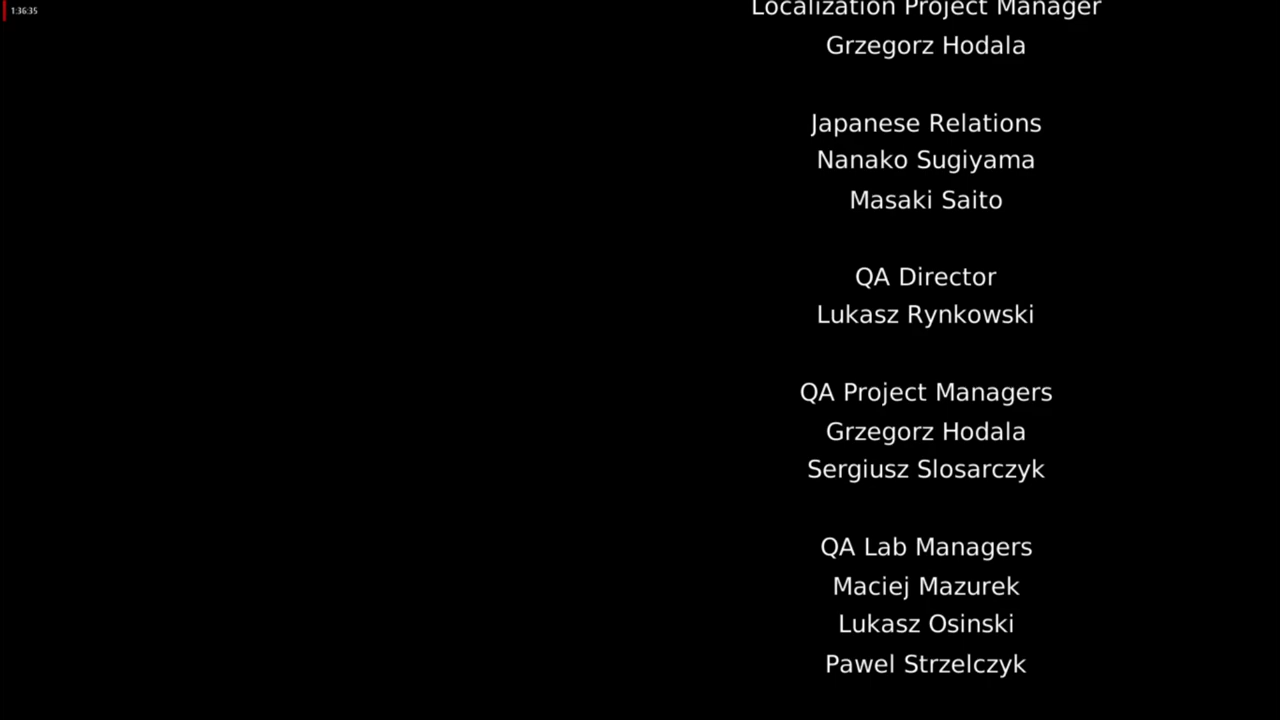 1:36:35
Localization Project Manager
Grzegorz Hodala
Japanese Relations
Nanako Sugiyama
Masaki Saito
QA Director
Lukasz Rynkowski
QA Project Managers
Grzegorz Hodala
Sergiusz Slosarczyk
QA Lab Managers
Maciej Mazurek
Lukasz Osinski
Pawel Strzelczyk